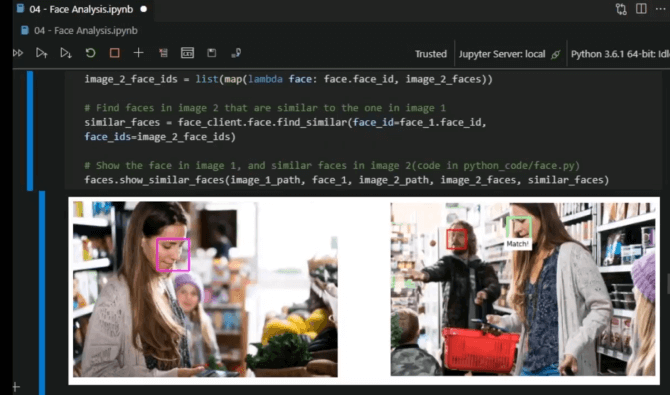 04 - Face Analysis.ipynb
04 - Face Analysis.ipynb
Trusted
Jupyter Server: local
Python 3.6.1 64-bit: Idl
image_2_face_ids = list(map(lambda face: face.face_id, image_2_faces))
# Find faces in image 2 that are similar to the one in image 1
similar_faces = face_client.face.find_similar(face_id=face_1.face_id,
face_ids=image_2_face_ids)
# Show the face in image 1, and similar faces in image 2(code in python_code/face.py)
faces.show_similar_faces(image_1_path, face_1, image_2_path, image_2_faces, similar_faces)
Match!